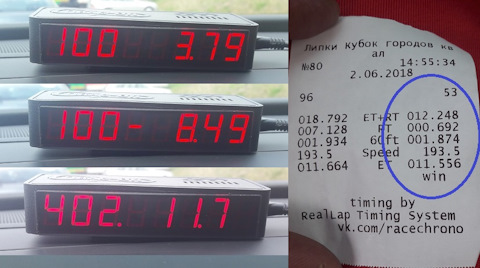 100 3.79
100- 8.49
402. 11.7
Липки Кубок городов кв
ал
№80 14:55:34
2.06.2018
96 53
018.792 ET+RT 012.248
007.128 RT 000.692
001.934 60ft 001.874
193.5 Speed 193.5
011.664 ET 011.556
win
timing by
RealLap Timing System
vk.com/racechrono